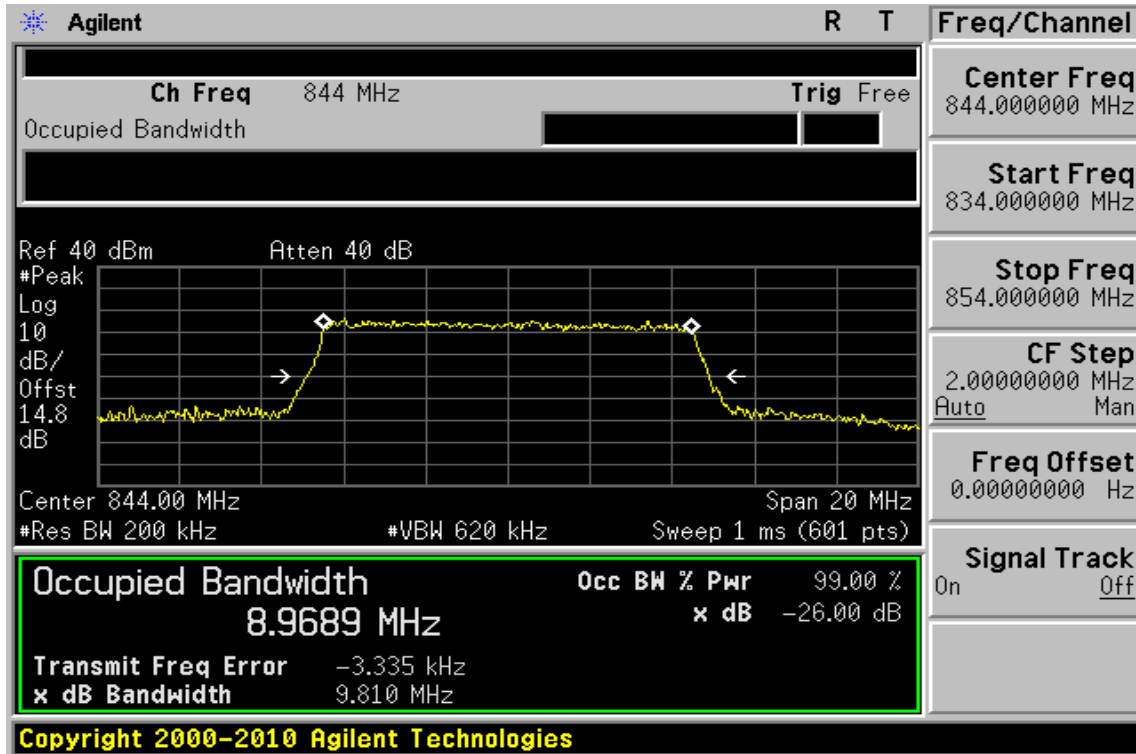 Agilent R T Freq/Channel
Ch Freq 844 MHz Trig Free
Occupied Bandwidth
Center Freq
844.000000 MHz
Start Freq
834.000000 MHz
Stop Freq
854.000000 MHz
CF Step
2.00000000 MHz
Auto Man
Freq Offset
0.00000000 Hz
Signal Track
On Off
Ref 40 dBm Atten 40 dB
#Peak
Log
10
dB/
Offst
14.8
dB
Center 844.00 MHz Span 20 MHz
#Res BW 200 kHz #VBW 620 kHz Sweep 1 ms (601 pts)
Occupied Bandwidth Occ BW % Pwr 99.00 %
8.9689 MHz x dB -26.00 dB
Transmit Freq Error -3.335 kHz
x dB Bandwidth 9.810 MHz
Copyright 2000-2010 Agilent Technologies